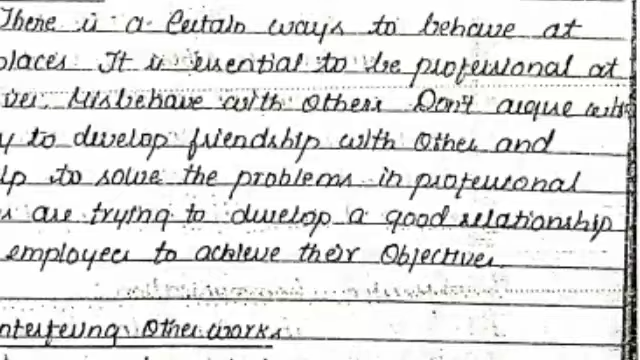 There is a certain ways to behave at
places. It is essential to be professional at
Misbehave with others. Don't argue with
y to develop friendship with other and
lp to solve the problems in professional
s are trying to develop a good relationship
employees to achieve their objectives.
nterfering other works